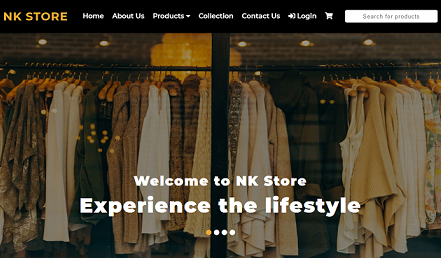 NK STORE Home About Us Products Collection Contact Us Login Search for products
Welcome to NK Store
Experience the lifestyle